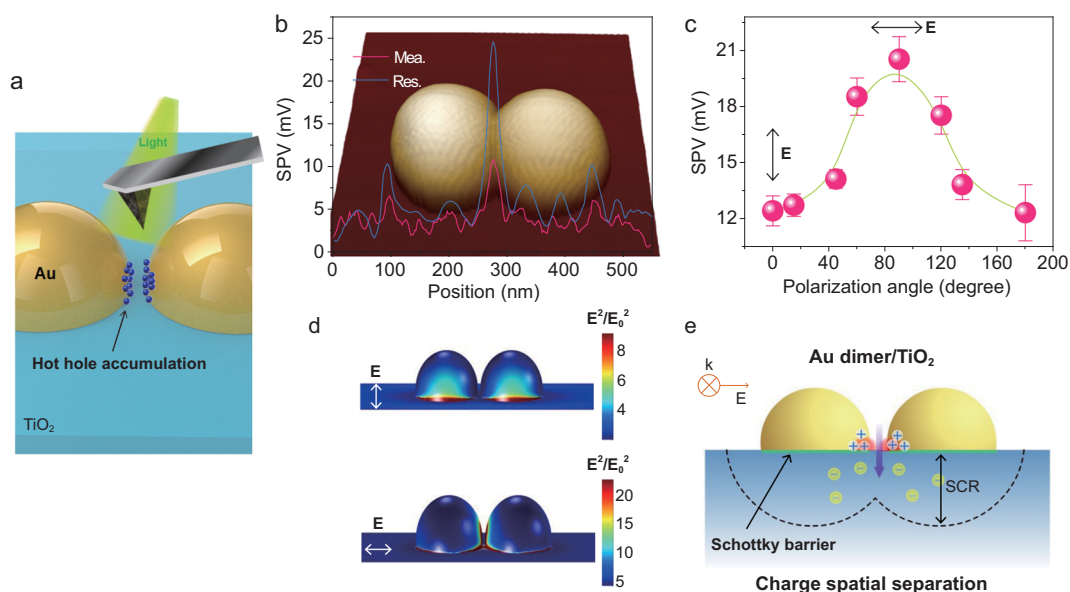 a
Light
Au
Hot hole accumulation
TiO2
b
Mea.
Res.
SPV (mV)
25
20
15
10
5
0
0 100 200 300 400 500
Position (nm)
c
E
E
SPV (mV)
21
18
15
12
0 40 80 120 160 200
Polarization angle (degree)
d
E²/E₀²
E
8
6
4
2
E²/E₀²
E
20
15
10
5
e
Au dimer/TiO₂
k
E
+ + + + + +
− − − − − −
SCR
Schottky barrier
Charge spatial separation